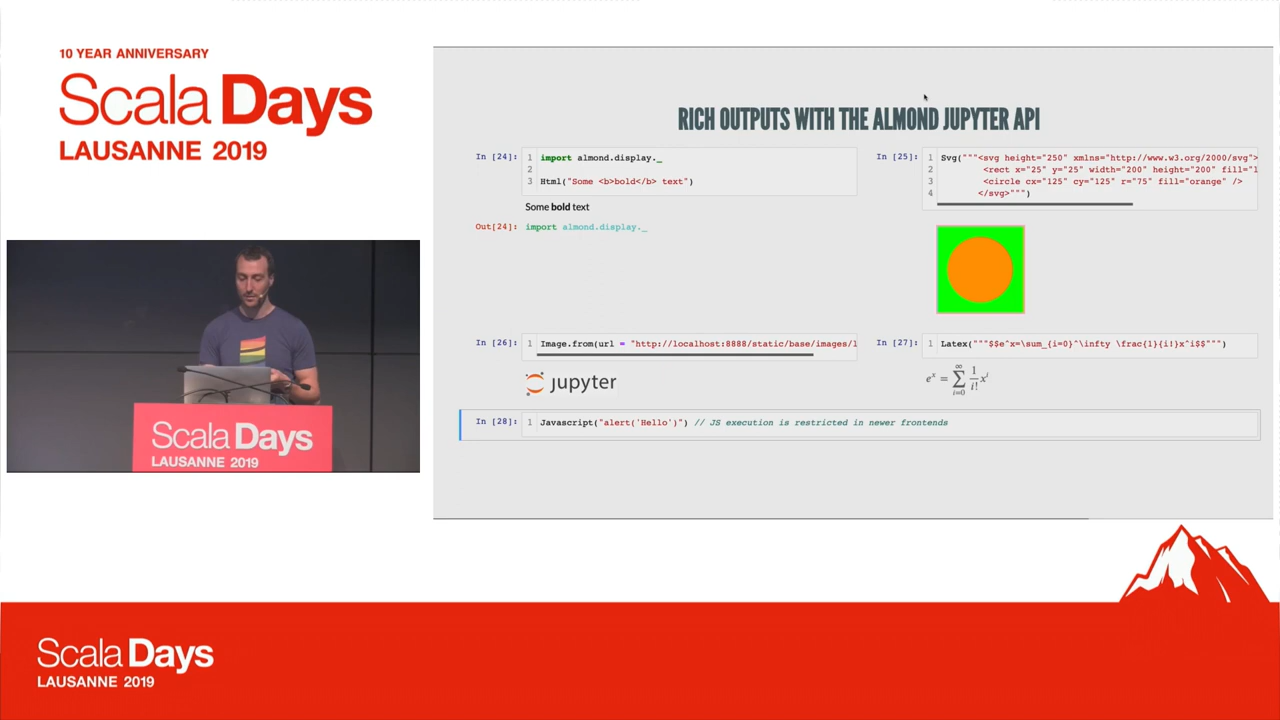 10 YEAR ANNIVERSARY
Scala Days
LAUSANNE 2019
RICH OUTPUTS WITH THE ALMOND JUPYTER API
In [24]:
1 import almond.display._
2
3 Html("Some <b>bold</b> text")
Some bold text
Out[24]: import almond.display._
In [25]:
1 Svg("""<svg height="250" xmlns="http://www.w3.org/2000/svg">
2 <rect x="25" y="25" width="200" height="200" fill="l
3 <circle cx="125" cy="125" r="75" fill="orange" />
4 </svg>""")
In [26]: 1 Image.from(url = "http://localhost:8888/static/base/images/l
jupyter
In [27]: 1 Latex("""$$e^x=\sum_{i=0}^\infty \frac{1}{i!}x^i$$""")
e^x = ∑_{i=0}^∞ 1/i! x^i
In [28]: 1 Javascript("alert('Hello')") // JS execution is restricted in newer frontends
Scala Days
LAUSANNE 2019
Scala Days
LAUSANNE 2019